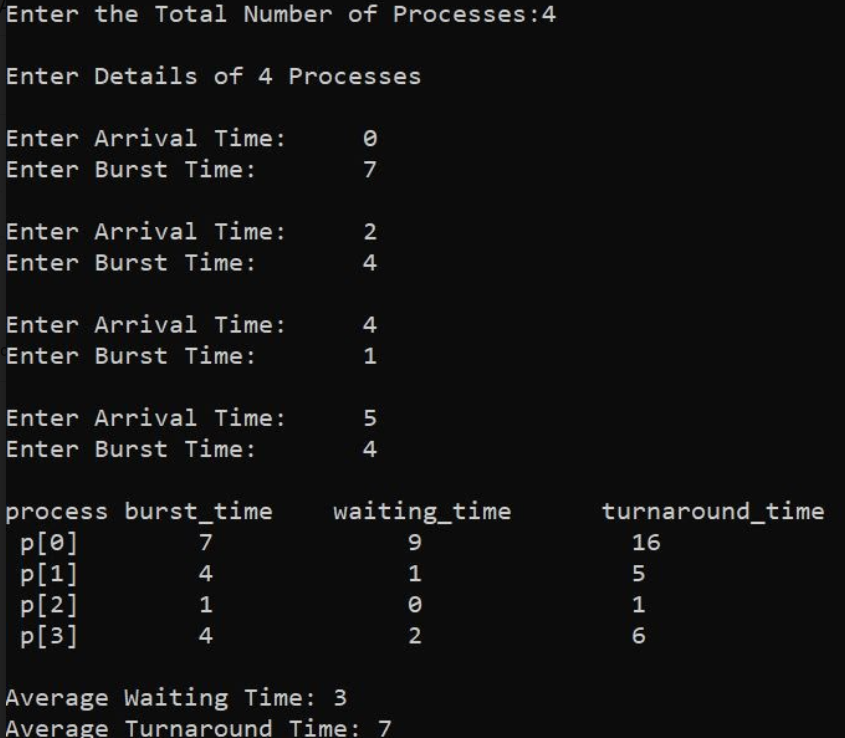 Enter the Total Number of Processes:4
Enter Details of 4 Processes
Enter Arrival Time: 0
Enter Burst Time: 7
Enter Arrival Time: 2
Enter Burst Time: 4
Enter Arrival Time: 4
Enter Burst Time: 1
Enter Arrival Time: 5
Enter Burst Time: 4
process burst_time waiting_time turnaround_time
p[0] 7 9 16
p[1] 4 1 5
p[2] 1 0 1
p[3] 4 2 6
Average Waiting Time: 3
Average Turnaround Time: 7